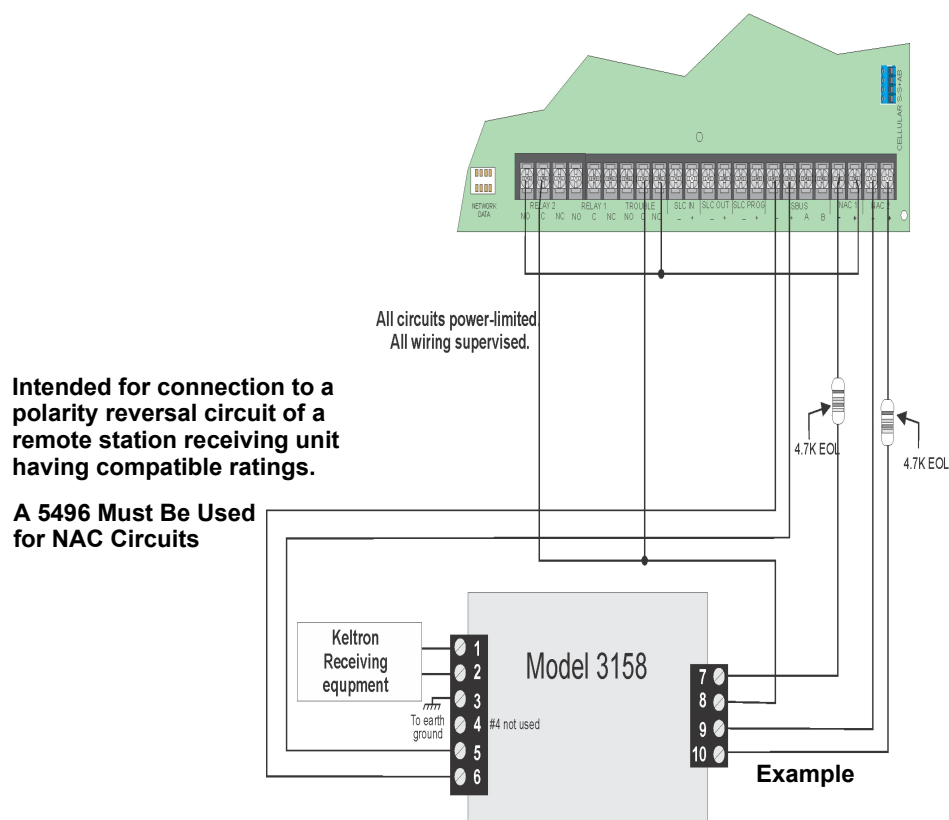 CELLULAR S-S+AB
NETWORK
DATA
RELAY 2 RELAY 1 TROUBLE SLC IN SLC OUT SLC PROG SBUS NAC 1 NAC 2
NO C NC NO C NC NO C NC – + – + – + – + A B – + – +
All circuits power-limited.
All wiring supervised.
Intended for connection to a
polarity reversal circuit of a
remote station receiving unit
having compatible ratings.
A 5496 Must Be Used
for NAC Circuits
4.7K EOL
4.7K EOL
Keltron
Receiving
equpment
To earth
ground
1
2
3
4 #4 not used
5
6
Model 3158
7
8
9
10
Example